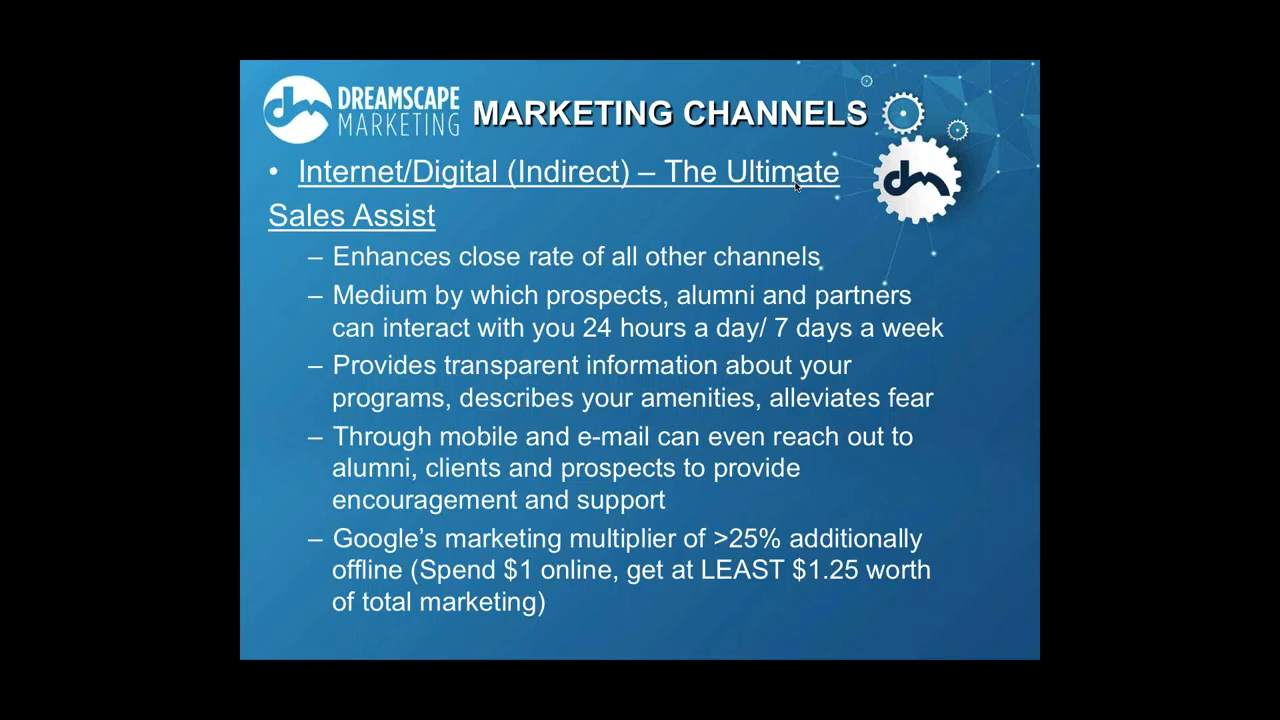 DREAMSCAPE
MARKETING
MARKETING CHANNELS
• Internet/Digital (Indirect) – The Ultimate
Sales Assist
– Enhances close rate of all other channels
– Medium by which prospects, alumni and partners
can interact with you 24 hours a day/ 7 days a week
– Provides transparent information about your
programs, describes your amenities, alleviates fear
– Through mobile and e-mail can even reach out to
alumni, clients and prospects to provide
encouragement and support
– Google’s marketing multiplier of >25% additionally
offline (Spend $1 online, get at LEAST $1.25 worth
of total marketing)
dm